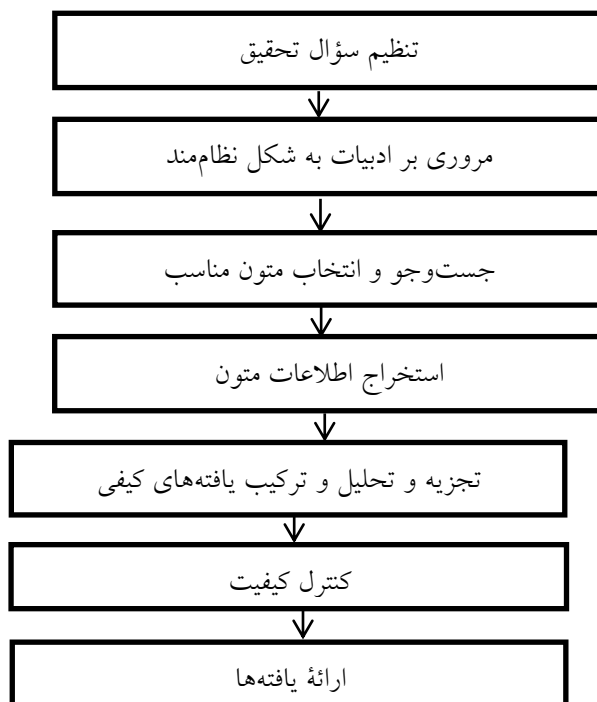 تنظیم سؤال تحقیق
مروری بر ادبیات به شکل نظام‌مند
جست‌وجو و انتخاب متون مناسب
استخراج اطلاعات متون
تجزیه و تحلیل و ترکیب یافته‌های کیفی
کنترل کیفیت
ارائۀ یافته‌ها